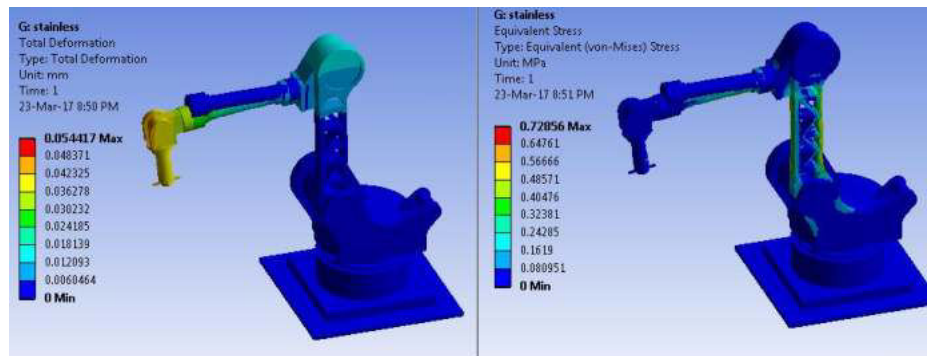 G: stainless
Total Deformation
Type: Total Deformation
Unit: mm
Time: 1
23-Mar-17 8:50 PM
0.054417 Max
0.048371
0.042325
0.036278
0.030232
0.024185
0.018139
0.012093
0.0060464
0 Min
G: stainless
Equivalent Stress
Type: Equivalent (von-Mises) Stress
Unit: MPa
Time: 1
23-Mar-17 8:51 PM
0.72856 Max
0.64761
0.56666
0.48571
0.40476
0.32381
0.24285
0.1619
0.080951
0 Min